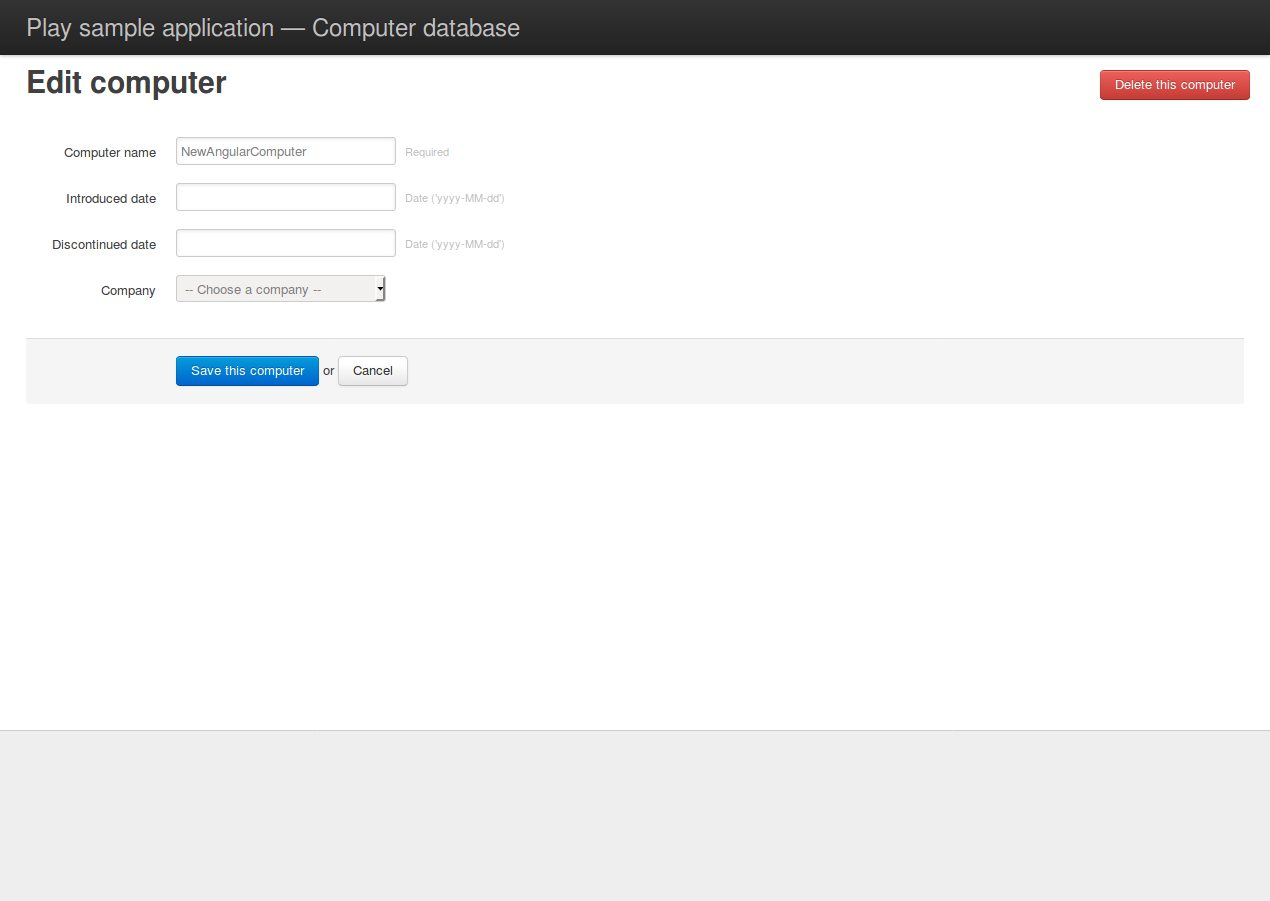 Play sample application — Computer database
Edit computer
Delete this computer
Computer name NewAngularComputer Required
Introduced date Date ('yyyy-MM-dd')
Discontinued date Date ('yyyy-MM-dd')
Company -- Choose a company --
Save this computer or Cancel